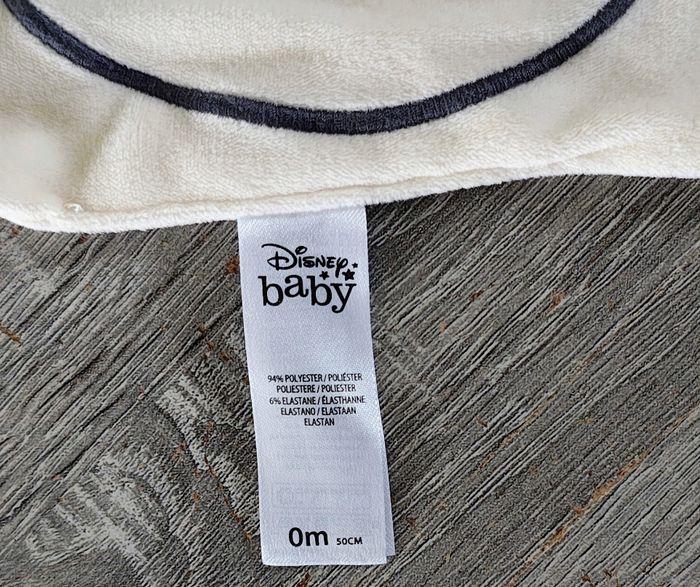 Disney
baby
94% POLYESTER / POLIÉSTER
POLIESTERE / POLIESTER
6% ELASTANE / ÉLASTHANNE
ELASTANO / ELASTAAN
ELASTAN
0m 50CM